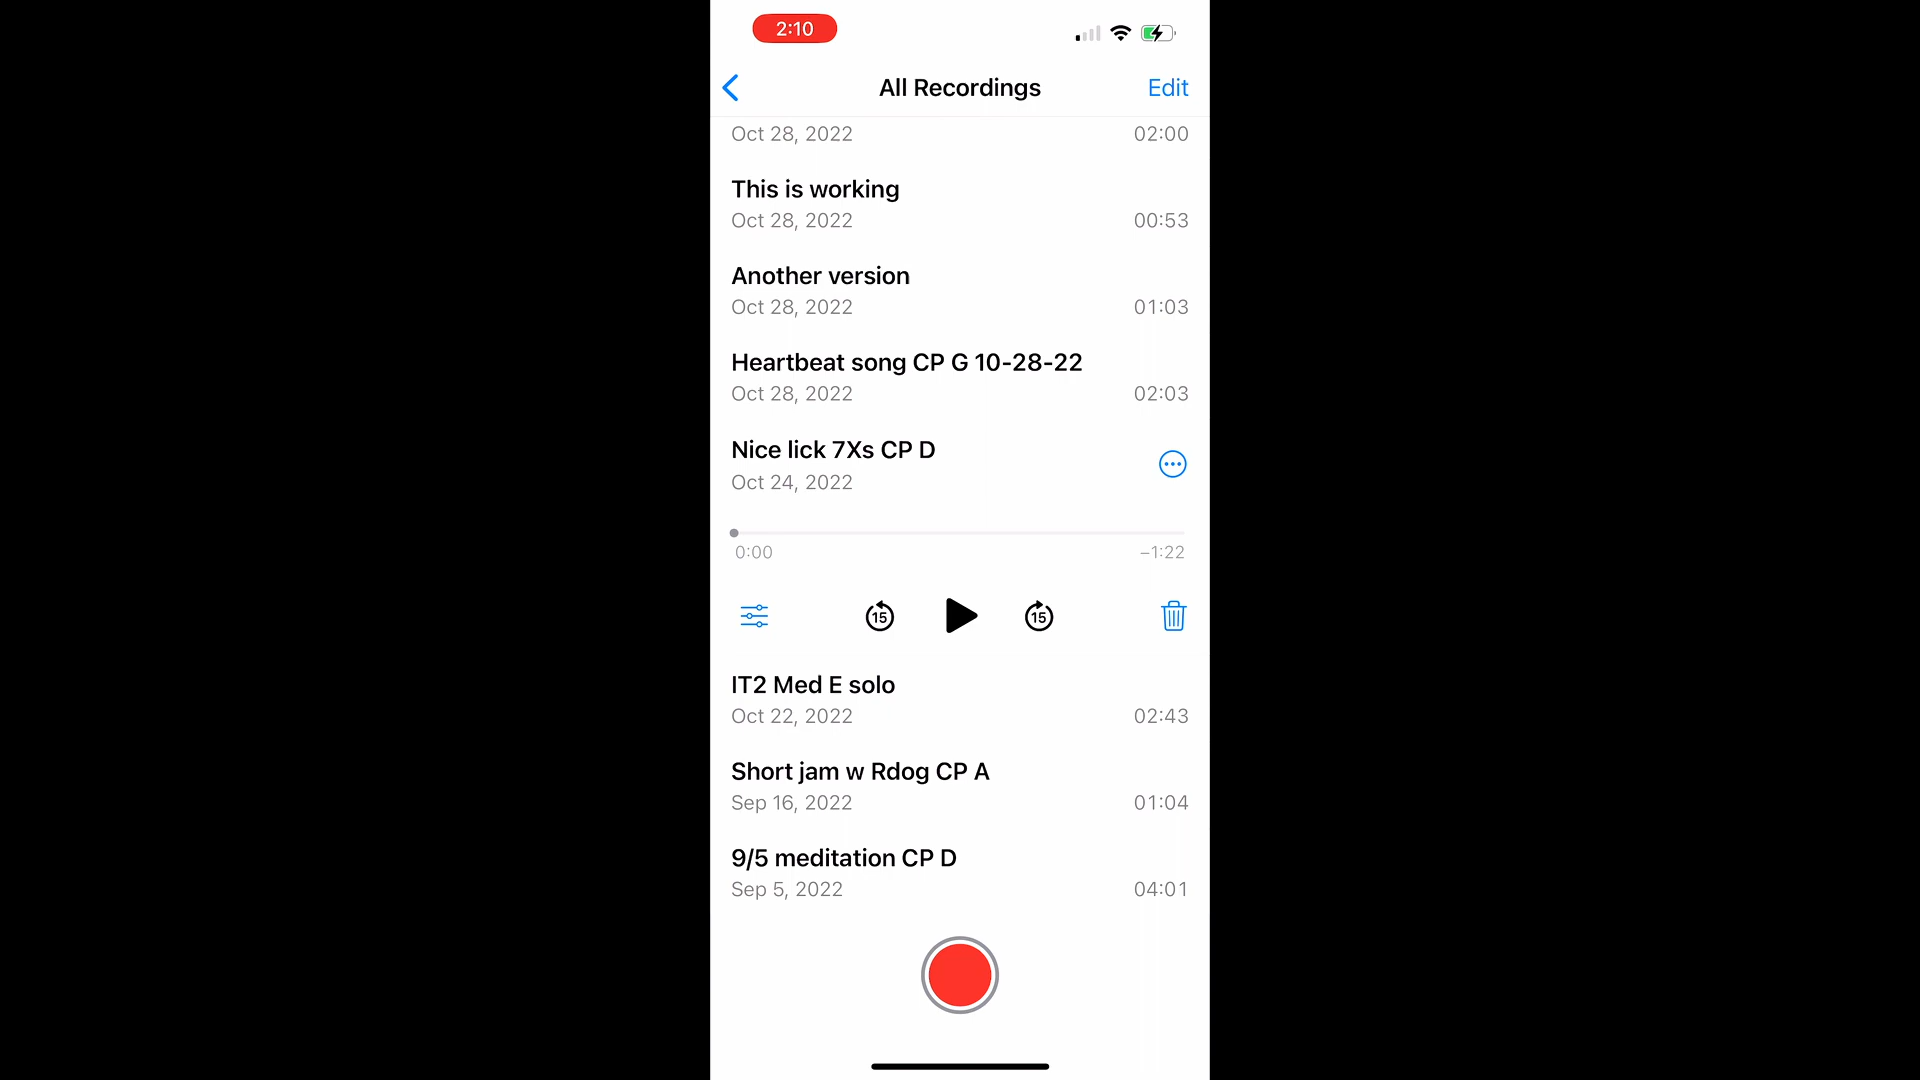 2:10
All Recordings
Edit
Oct 28, 2022 02:00
This is working
Oct 28, 2022 00:53
Another version
Oct 28, 2022 01:03
Heartbeat song CP G 10-28-22
Oct 28, 2022 02:03
Nice lick 7Xs CP D
Oct 24, 2022
0:00 −1:22
15 15
IT2 Med E solo
Oct 22, 2022 02:43
Short jam w Rdog CP A
Sep 16, 2022 01:04
9/5 meditation CP D
Sep 5, 2022 04:01